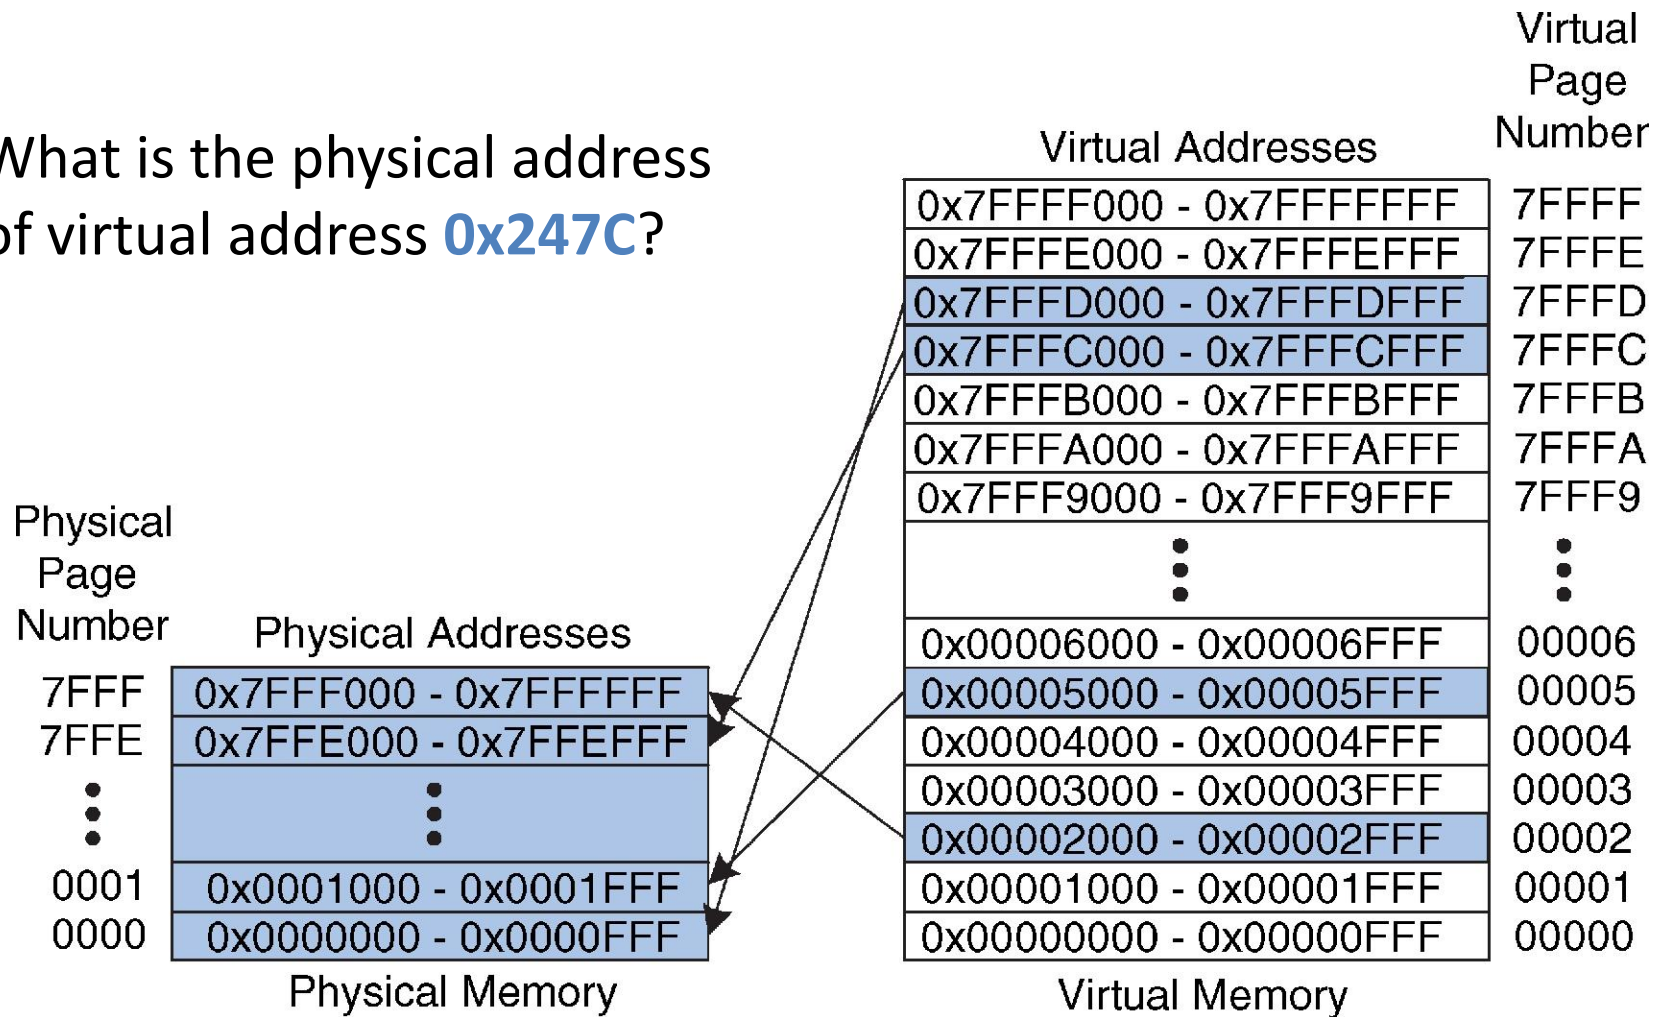 What is the physical address
of virtual address 0x247C?
Virtual
Page
Number
Virtual Addresses
0x7FFFF000 - 0x7FFFFFFF 7FFFF
0x7FFFE000 - 0x7FFFEFFF 7FFFE
0x7FFFD000 - 0x7FFFDFFF 7FFFD
0x7FFFC000 - 0x7FFFCFFF 7FFFC
0x7FFFB000 - 0x7FFFBFFF 7FFFB
0x7FFFA000 - 0x7FFFAFFF 7FFFA
0x7FFF9000 - 0x7FFF9FFF 7FFF9
0x00006000 - 0x00006FFF 00006
0x00005000 - 0x00005FFF 00005
0x00004000 - 0x00004FFF 00004
0x00003000 - 0x00003FFF 00003
0x00002000 - 0x00002FFF 00002
0x00001000 - 0x00001FFF 00001
0x00000000 - 0x00000FFF 00000
Virtual Memory
Physical
Page
Number
Physical Addresses
7FFF 0x7FFF000 - 0x7FFFFFF
7FFE 0x7FFE000 - 0x7FFEFFF
0001 0x0001000 - 0x0001FFF
0000 0x0000000 - 0x0000FFF
Physical Memory